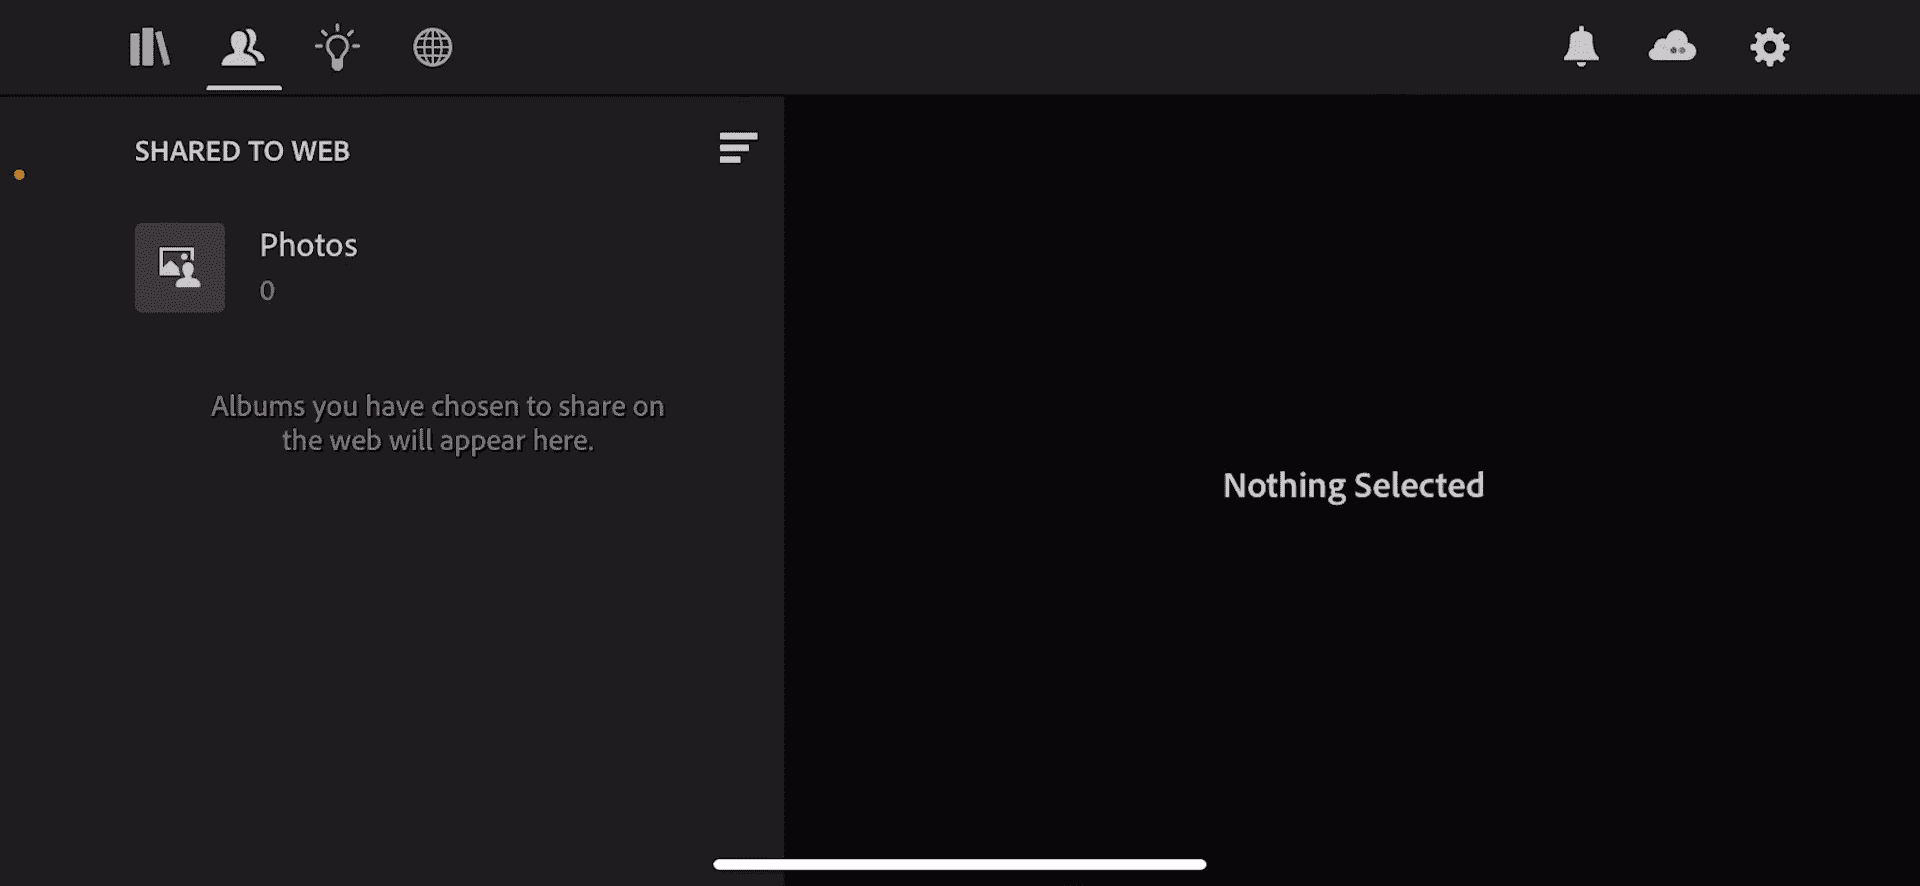 SHARED TO WEB
Photos
0
Albums you have chosen to share on
the web will appear here.
Nothing Selected